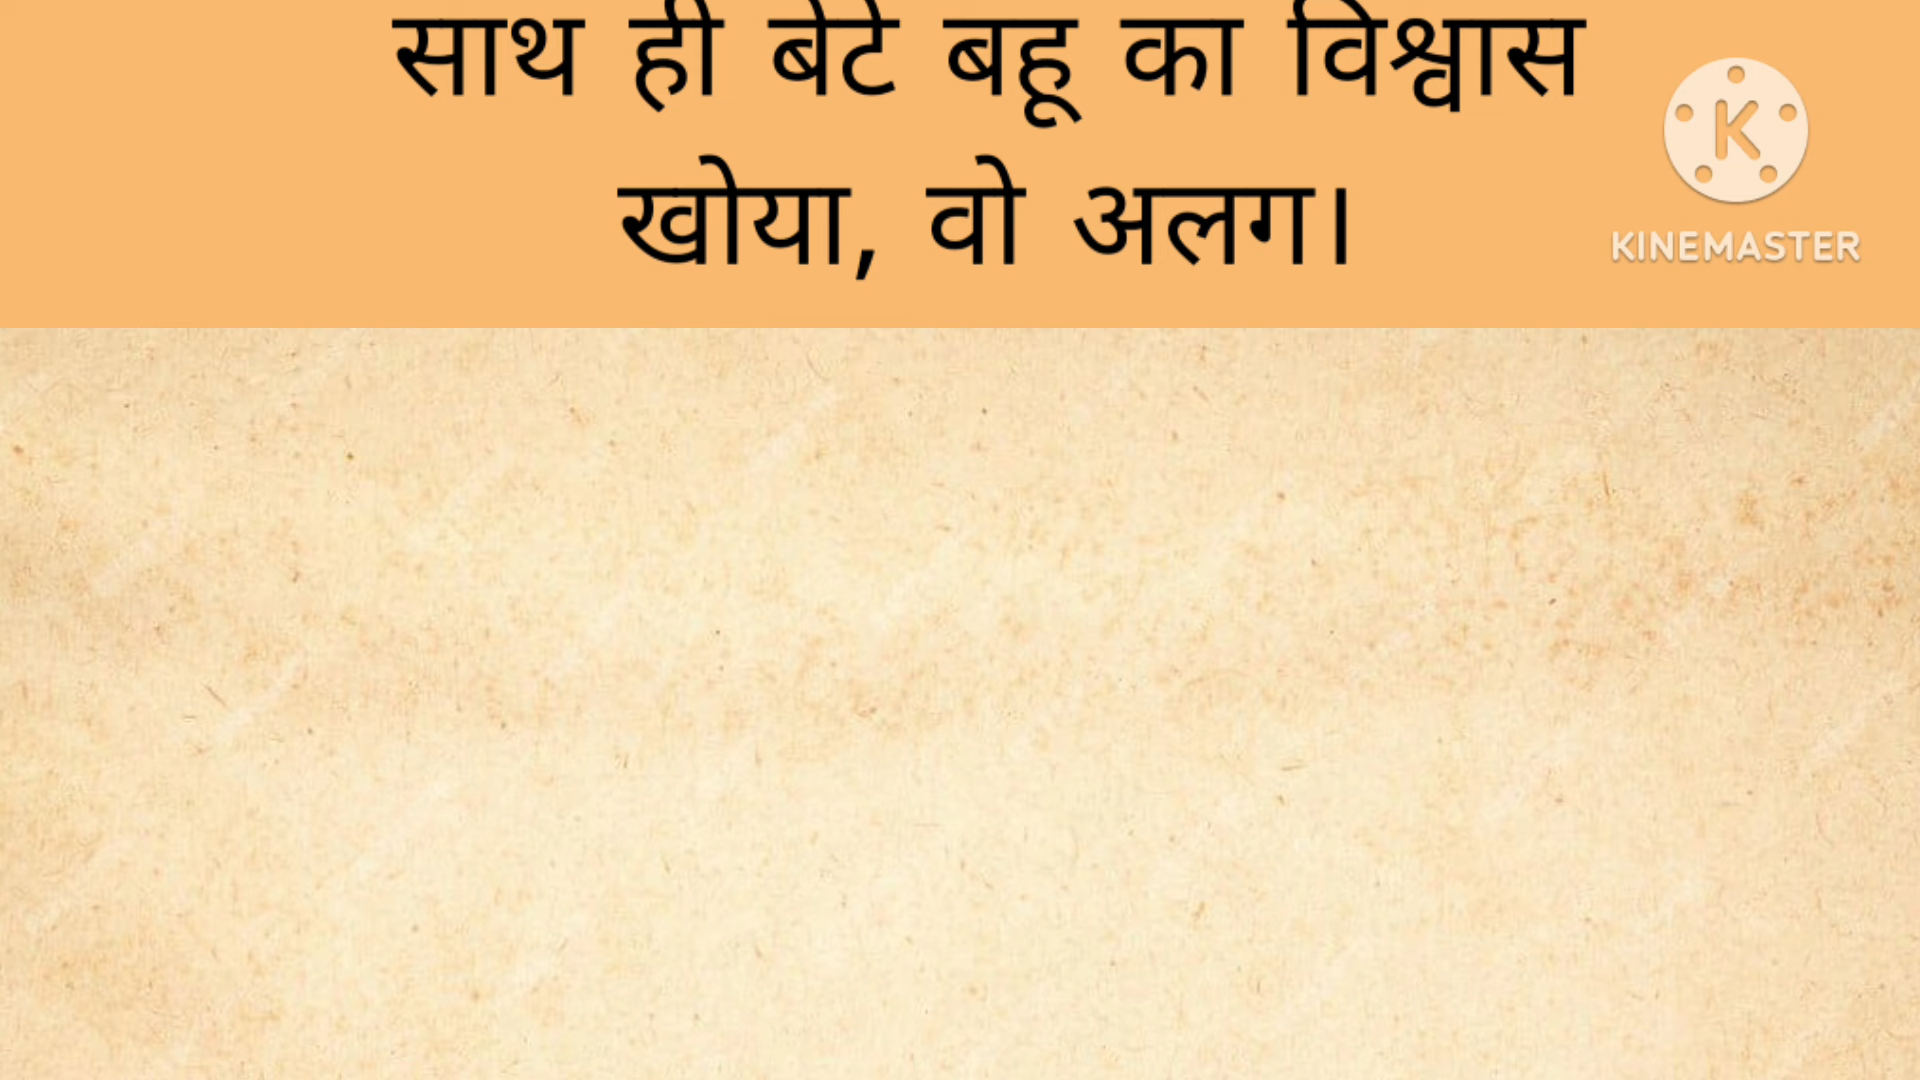 साथ ही बेटे बहू का विश्वास
खोया, वो अलग।
K
KINEMASTER